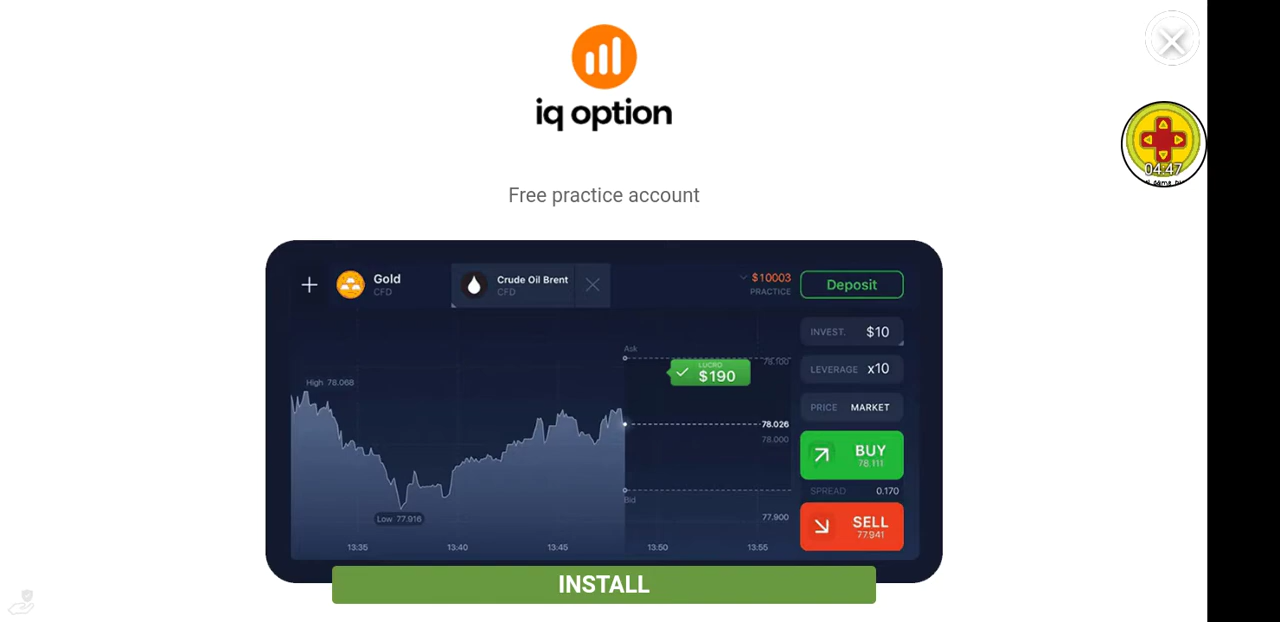 iq option
Free practice account
Gold
CFD
Crude Oil Brent
CFD
$10003
PRACTICE
Deposit
INVEST. $10
LEVERAGE x10
PRICE MARKET
BUY
78.111
SPREAD 0.170
SELL
77.941
Ask
78.100
LUCRO
$190
High 78.068
78.026
78.000
Bid
Low 77.916
77.900
13:35 13:40 13:45 13:50 13:55
INSTALL
04:47